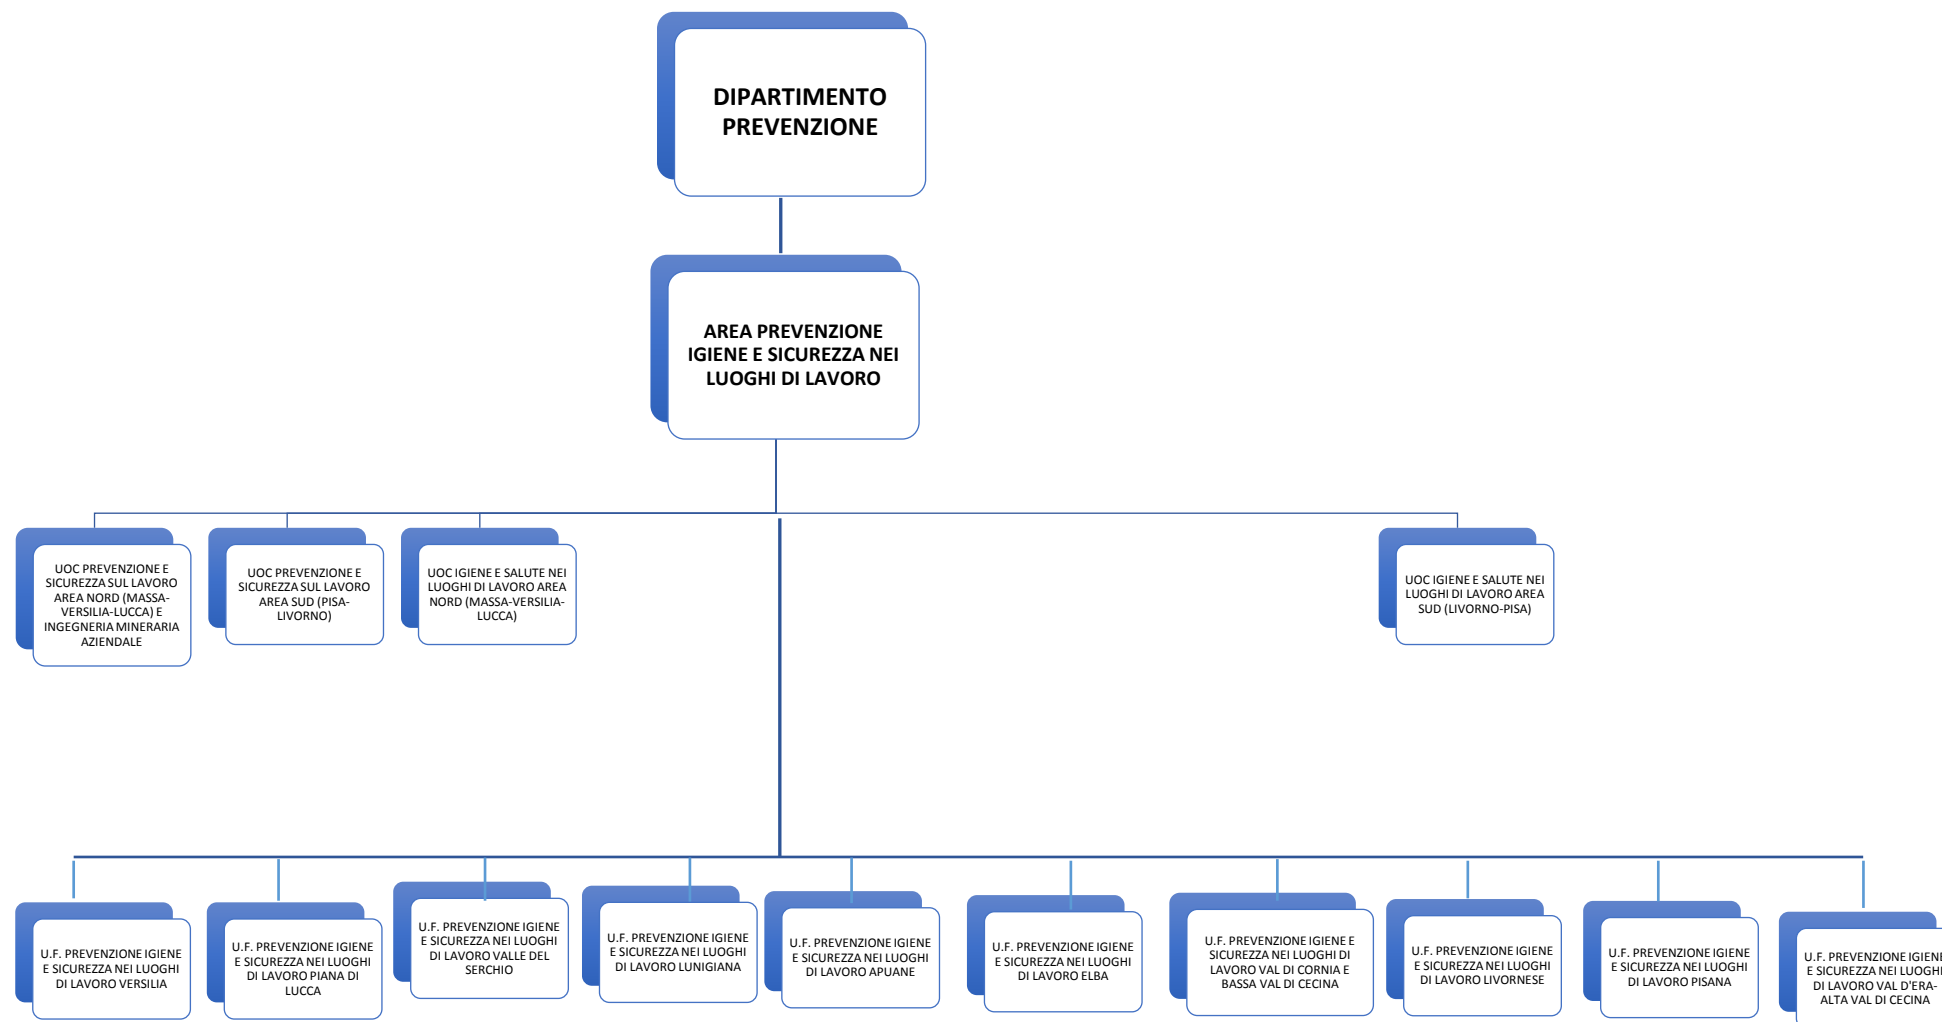 DIPARTIMENTO
PREVENZIONE
AREA PREVENZIONE
IGIENE E SICUREZZA NEI
LUOGHI DI LAVORO
UOC PREVENZIONE E
SICUREZZA SUL LAVORO
AREA NORD (MASSA-
VERSILIA-LUCCA) E
INGEGNERIA MINERARIA
AZIENDALE
UOC PREVENZIONE E
SICUREZZA SUL LAVORO
AREA SUD (PISA-
LIVORNO)
UOC IGIENE E SALUTE NEI
LUOGHI DI LAVORO AREA
NORD (MASSA-VERSILIA-
LUCCA)
UOC IGIENE E SALUTE NEI
LUOGHI DI LAVORO AREA
SUD (LIVORNO-PISA)
U.F. PREVENZIONE IGIENE
E SICUREZZA NEI LUOGHI
DI LAVORO VERSILIA
U.F. PREVENZIONE IGIENE
E SICUREZZA NEI LUOGHI
DI LAVORO PIANA DI
LUCCA
U.F. PREVENZIONE IGIENE
E SICUREZZA NEI LUOGHI
DI LAVORO VALLE DEL
SERCHIO
U.F. PREVENZIONE IGIENE
E SICUREZZA NEI LUOGHI
DI LAVORO LUNIGIANA
U.F. PREVENZIONE IGIENE
E SICUREZZA NEI LUOGHI
DI LAVORO APUANE
U.F. PREVENZIONE IGIENE
E SICUREZZA NEI LUOGHI
DI LAVORO ELBA
U.F. PREVENZIONE IGIENE E
SICUREZZA NEI LUOGHI DI
LAVORO VAL DI CORNIA E
BASSA VAL DI CECINA
U.F. PREVENZIONE IGIENE
E SICUREZZA NEI LUOGHI
DI LAVORO LIVORNESE
U.F. PREVENZIONE IGIENE
E SICUREZZA NEI LUOGHI
DI LAVORO PISANA
U.F. PREVENZIONE IGIENE
E SICUREZZA NEI LUOGHI
DI LAVORO VAL D'ERA-
ALTA VAL DI CECINA